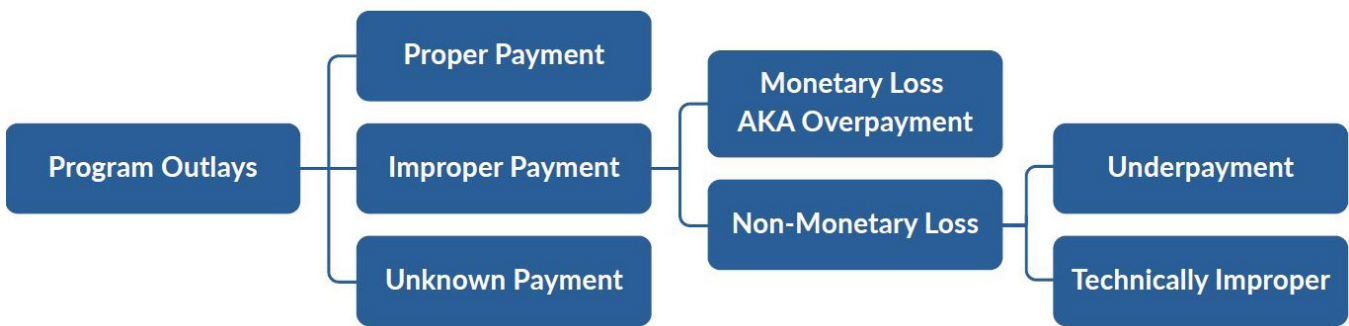 Program Outlays
Proper Payment
Improper Payment
Unknown Payment
Monetary Loss
AKA Overpayment
Non-Monetary Loss
Underpayment
Technically Improper